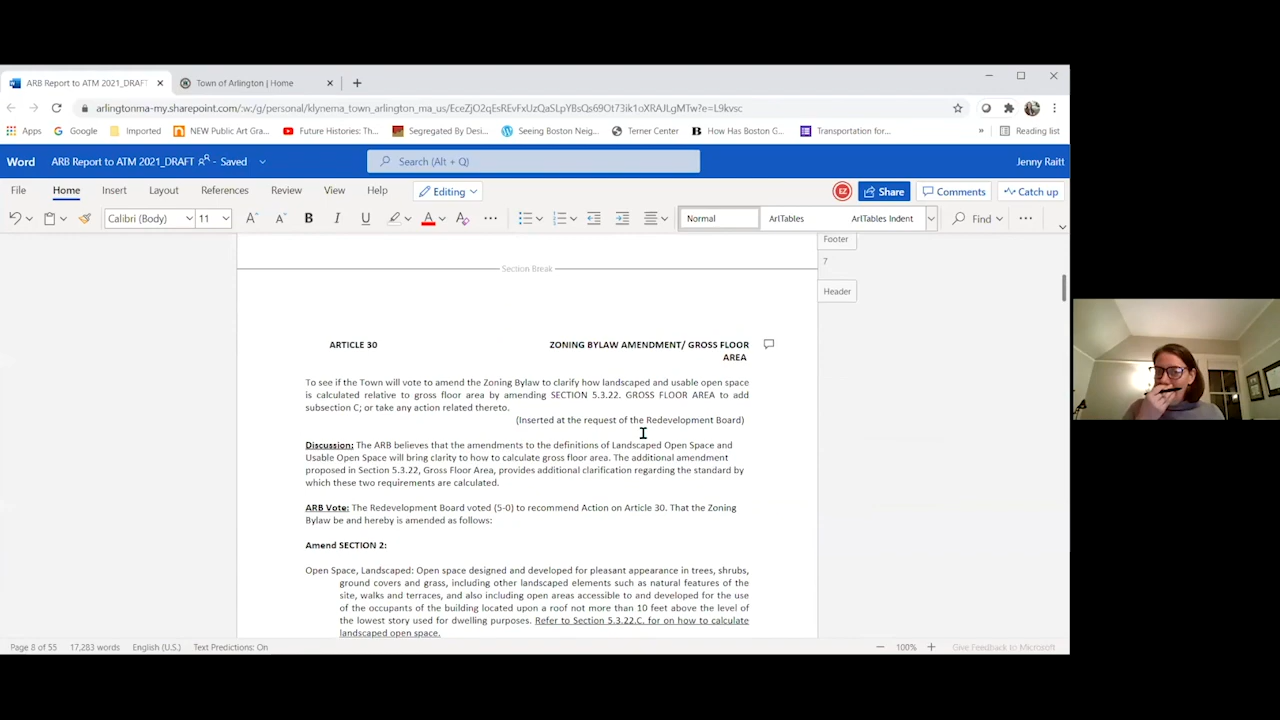 ARB Report to ATM 2021_DRAFT
Town of Arlington | Home
arlingtonma-my.sharepoint.com/:w:/g/personal/klynema_town_arlington_ma_us/EceZjO2qEsREvFxUzQaSLpYBsQs69Ot73ik1oXRAJLgMTw?e=L9kvsc
Apps Google Imported NEW Public Art Gra... Future Histories: Th... Segregated By Desi... Seeing Boston Neig... Terner Center How Has Boston G... Transportation for... » Reading list
Word ARB Report to ATM 2021_DRAFT - Saved Search (Alt + Q) Jenny Raitt
File Home Insert Layout References Review View Help Editing EZ Share Comments Catch up
Calibri (Body) 11 A A B I U A A ... Normal ArlTables ArlTables Indent Find ...
Footer
7
Section Break
Header
ARTICLE 30 ZONING BYLAW AMENDMENT/ GROSS FLOOR
AREA
To see if the Town will vote to amend the Zoning Bylaw to clarify how landscaped and usable open space
is calculated relative to gross floor area by amending SECTION 5.3.22. GROSS FLOOR AREA to add
subsection C; or take any action related thereto.
(Inserted at the request of the Redevelopment Board)
Discussion: The ARB believes that the amendments to the definitions of Landscaped Open Space and
Usable Open Space will bring clarity to how to calculate gross floor area. The additional amendment
proposed in Section 5.3.22, Gross Floor Area, provides additional clarification regarding the standard by
which these two requirements are calculated.
ARB Vote: The Redevelopment Board voted (5-0) to recommend Action on Article 30. That the Zoning
Bylaw be and hereby is amended as follows:
Amend SECTION 2:
Open Space, Landscaped: Open space designed and developed for pleasant appearance in trees, shrubs,
ground covers and grass, including other landscaped elements such as natural features of the
site, walks and terraces, and also including open areas accessible to and developed for the use
of the occupants of the building located upon a roof not more than 10 feet above the level of
the lowest story used for dwelling purposes. Refer to Section 5.3.22.C. for on how to calculate
landscaped open space.
Page 8 of 55 17,283 words English (U.S.) Text Predictions: On 100% Give Feedback to Microsoft